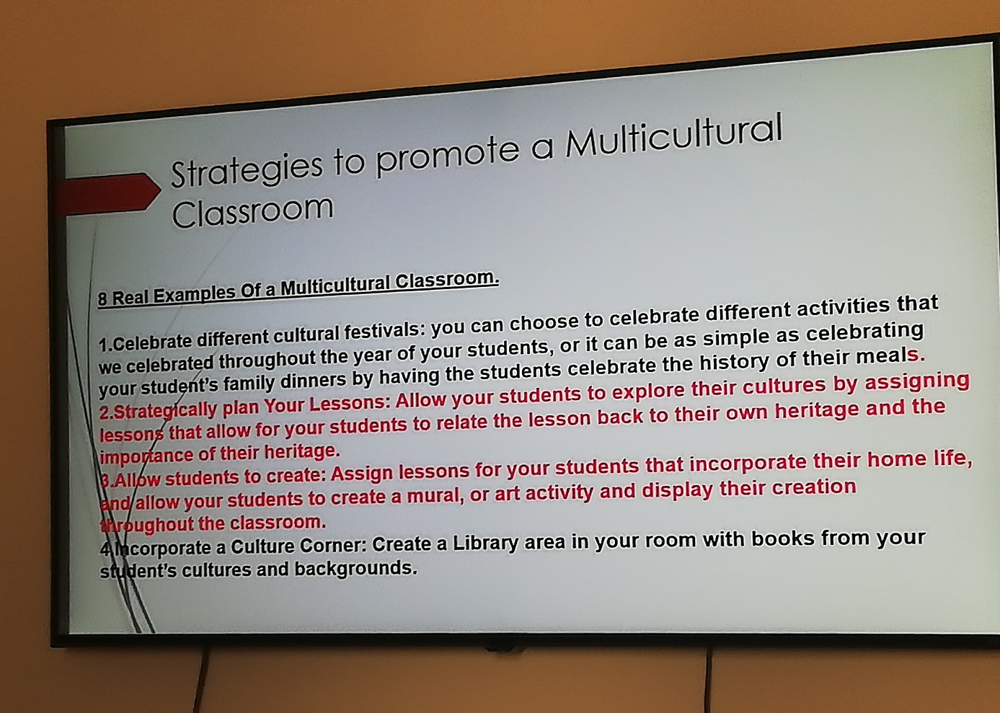 Strategies to promote a Multicultural
Classroom
8 Real Examples Of a Multicultural Classroom.
1.Celebrate different cultural festivals: you can choose to celebrate different activities that
we celebrated throughout the year of your students, or it can be as simple as celebrating
your student's family dinners by having the students celebrate the history of their meals.
2.Strategically plan Your Lessons: Allow your students to explore their cultures by assigning
lessons that allow for your students to relate the lesson back to their own heritage and the
importance of their heritage.
3.Allow students to create: Assign lessons for your students that incorporate their home life,
and allow your students to create a mural, or art activity and display their creation
throughout the classroom.
4.Incorporate a Culture Corner: Create a Library area in your room with books from your
student's cultures and backgrounds.